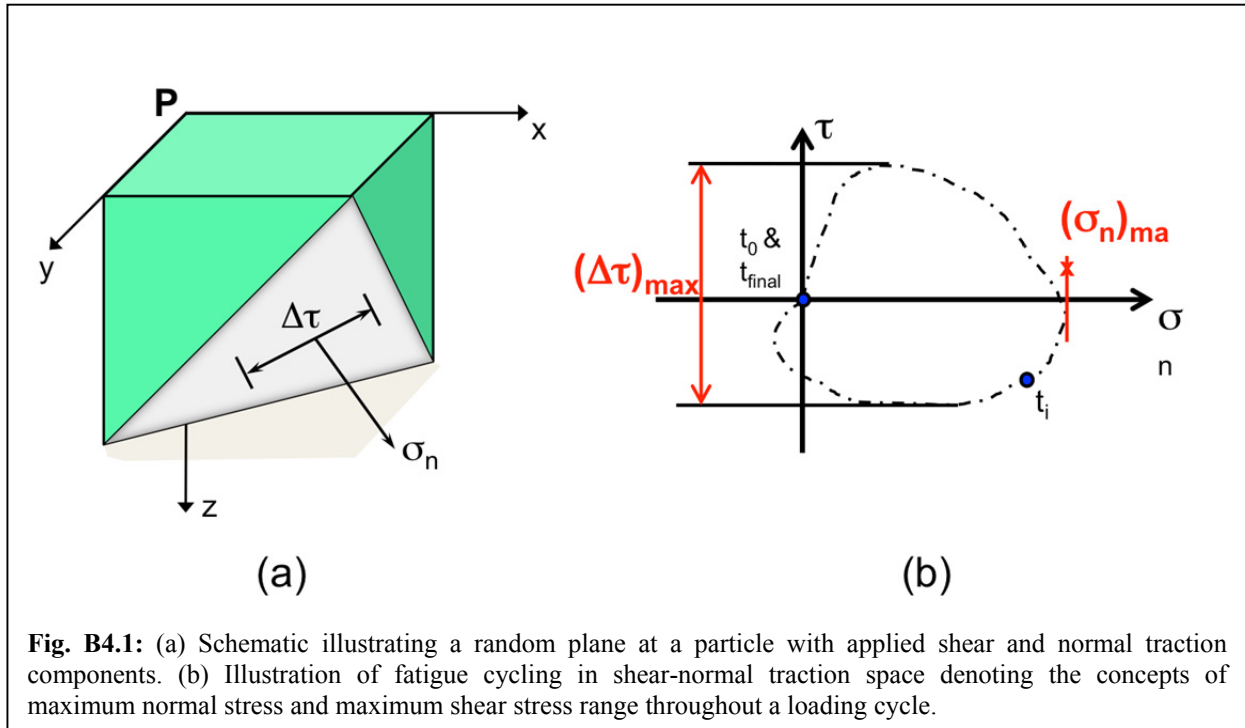 P
x
y
z
Δτ
σn
(a)
τ
t0 &
tfinal
(Δτ)max
(σn)ma
x
σ
n
ti
(b)
Fig. B4.1: (a) Schematic illustrating a random plane at a particle with applied shear and normal traction
components. (b) Illustration of fatigue cycling in shear-normal traction space denoting the concepts of
maximum normal stress and maximum shear stress range throughout a loading cycle.